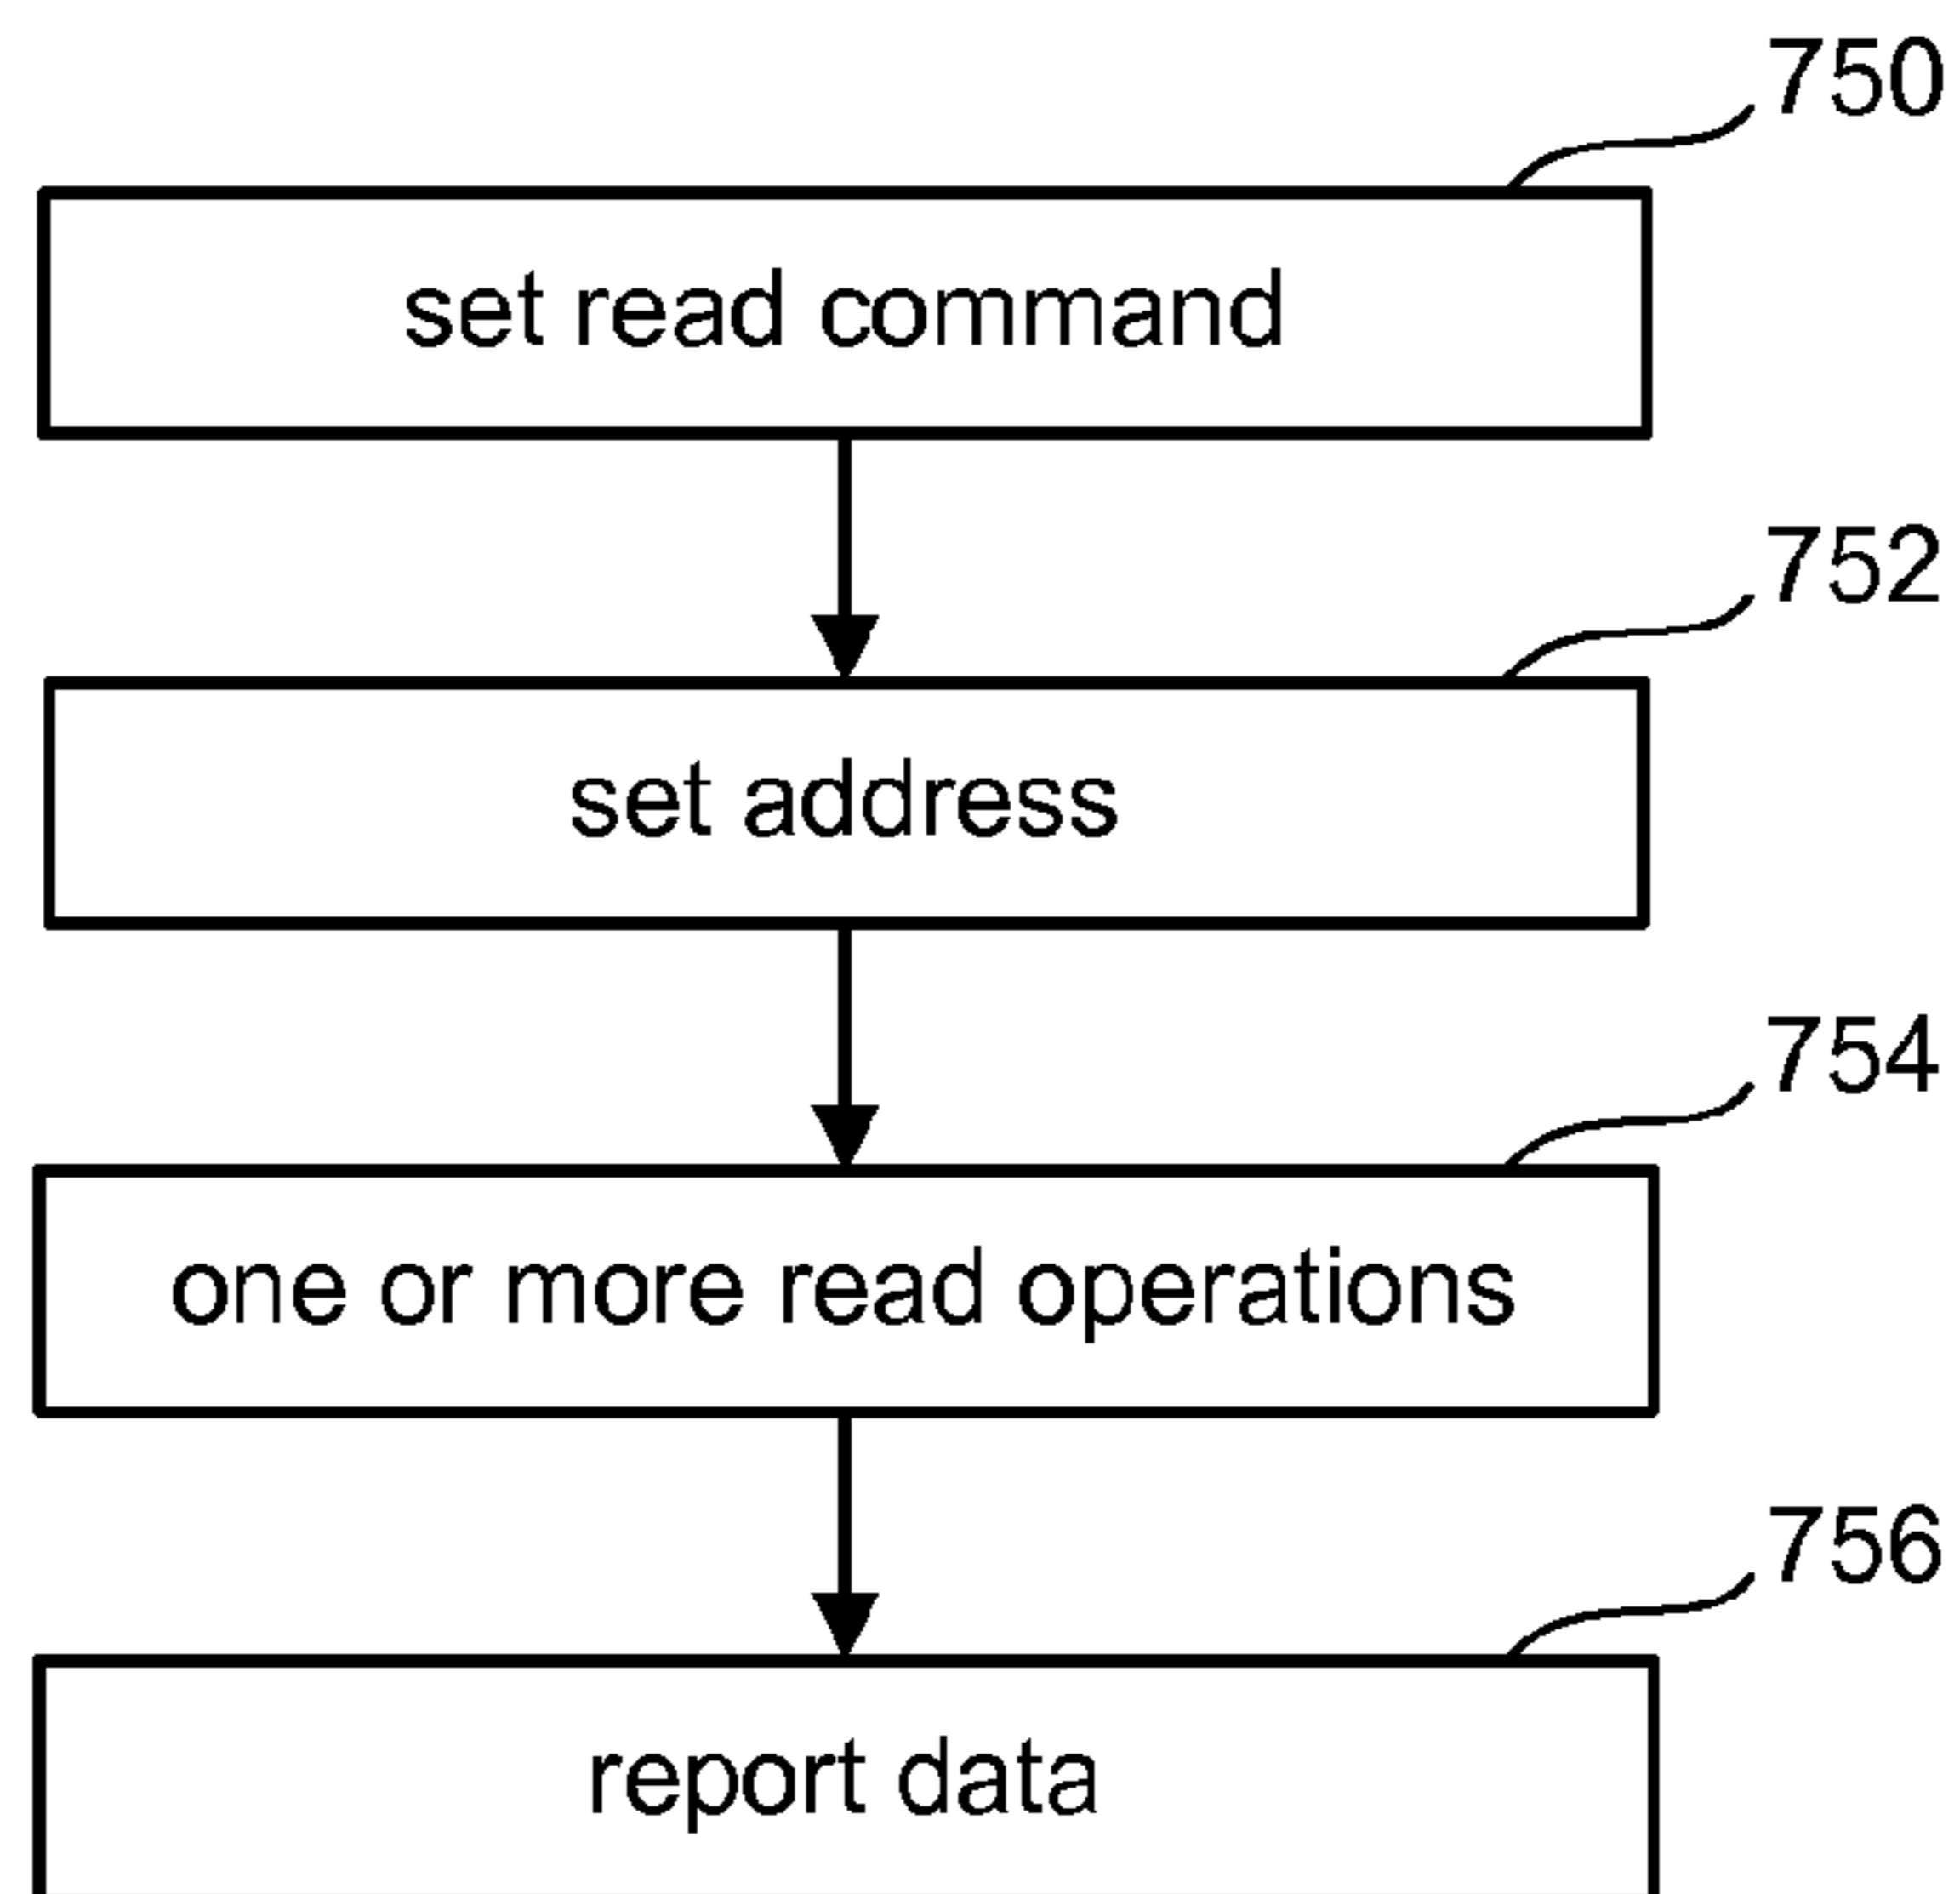 750
set read command
752
set address
754
one or more read operations
756
report data